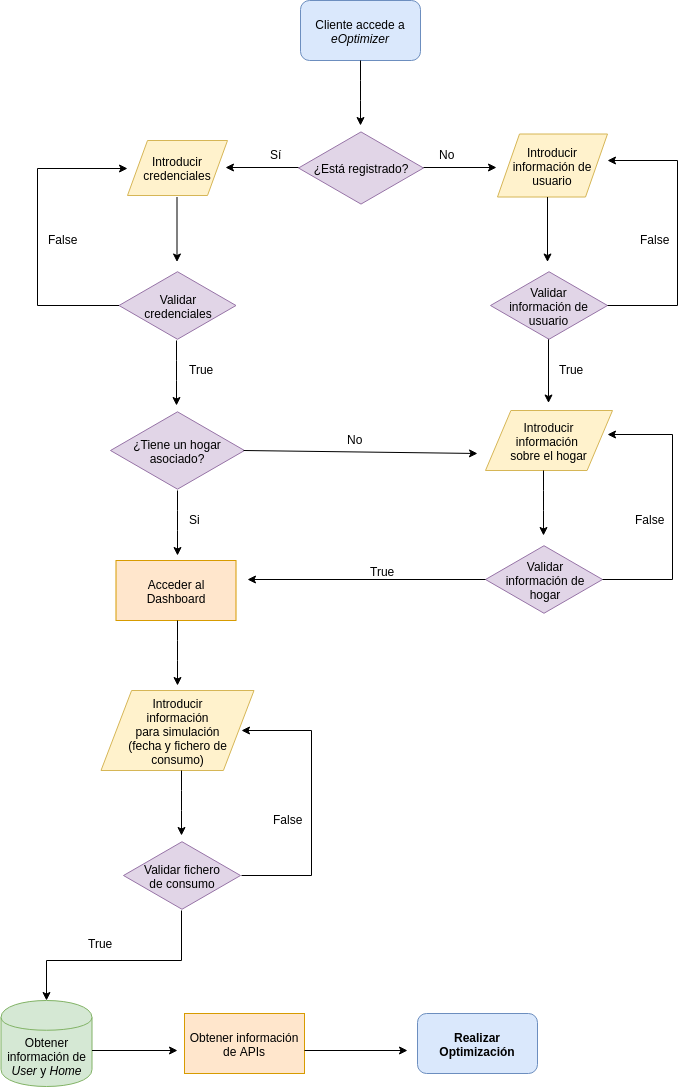 Cliente accede a
eOptimizer
Sí
¿Está registrado?
No
Introducir
credenciales
Introducir
información de
usuario
False
False
Validar
credenciales
Validar
información de
usuario
True
True
¿Tiene un hogar
asociado?
No
Introducir
información
sobre el hogar
Si
False
Acceder al
Dashboard
True
Validar
información de
hogar
Introducir
información
para simulación
(fecha y fichero de
consumo)
False
Validar fichero
de consumo
True
Obtener
información de
User y Home
Obtener información
de APIs
Realizar
Optimización